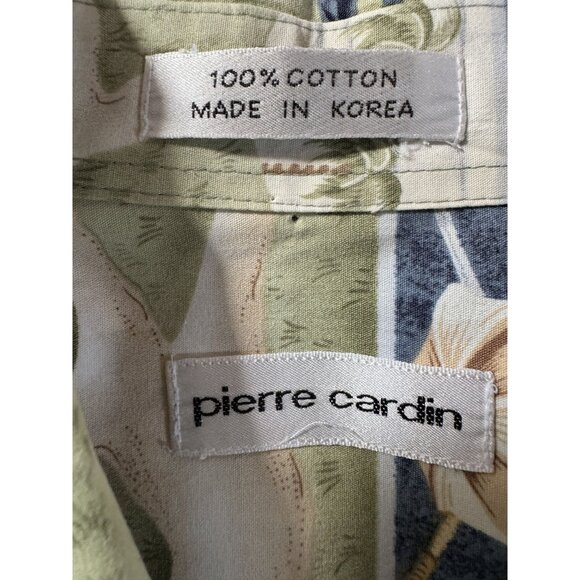 100% COTTON
MADE IN KOREA
pierre cardin